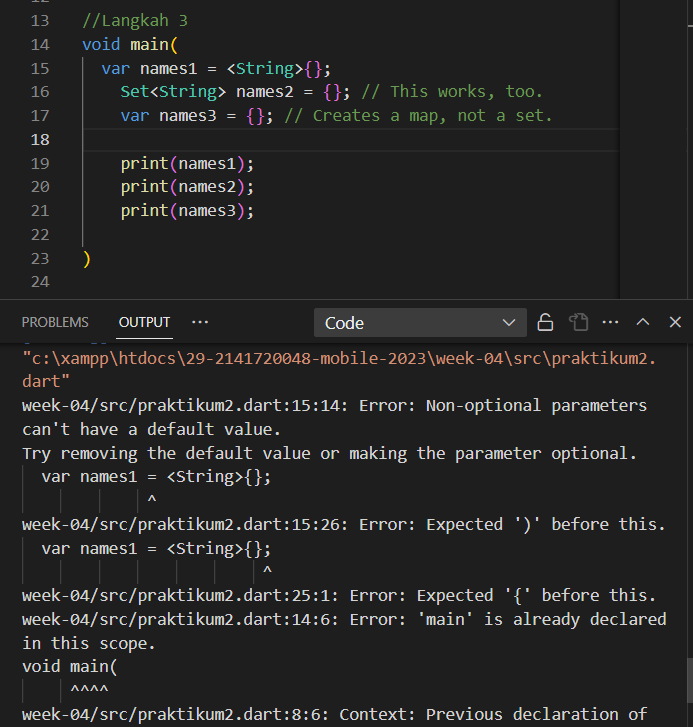 13 //Langkah 3
14 void main(
15 var names1 = <String>{};
16 Set<String> names2 = {}; // This works, too.
17 var names3 = {}; // Creates a map, not a set.
18
19 print(names1);
20 print(names2);
21 print(names3);
22
23 )
24
PROBLEMS OUTPUT ··· Code ···
"c:\xampp\htdocs\29-2141720048-mobile-2023\week-04\src\praktikum2.
dart"
week-04/src/praktikum2.dart:15:14: Error: Non-optional parameters
can't have a default value.
Try removing the default value or making the parameter optional.
var names1 = <String>{};
^
week-04/src/praktikum2.dart:15:26: Error: Expected ')' before this.
var names1 = <String>{};
^
week-04/src/praktikum2.dart:25:1: Error: Expected '{' before this.
week-04/src/praktikum2.dart:14:6: Error: 'main' is already declared
in this scope.
void main(
^^^^
week-04/src/praktikum2.dart:8:6: Context: Previous declaration of